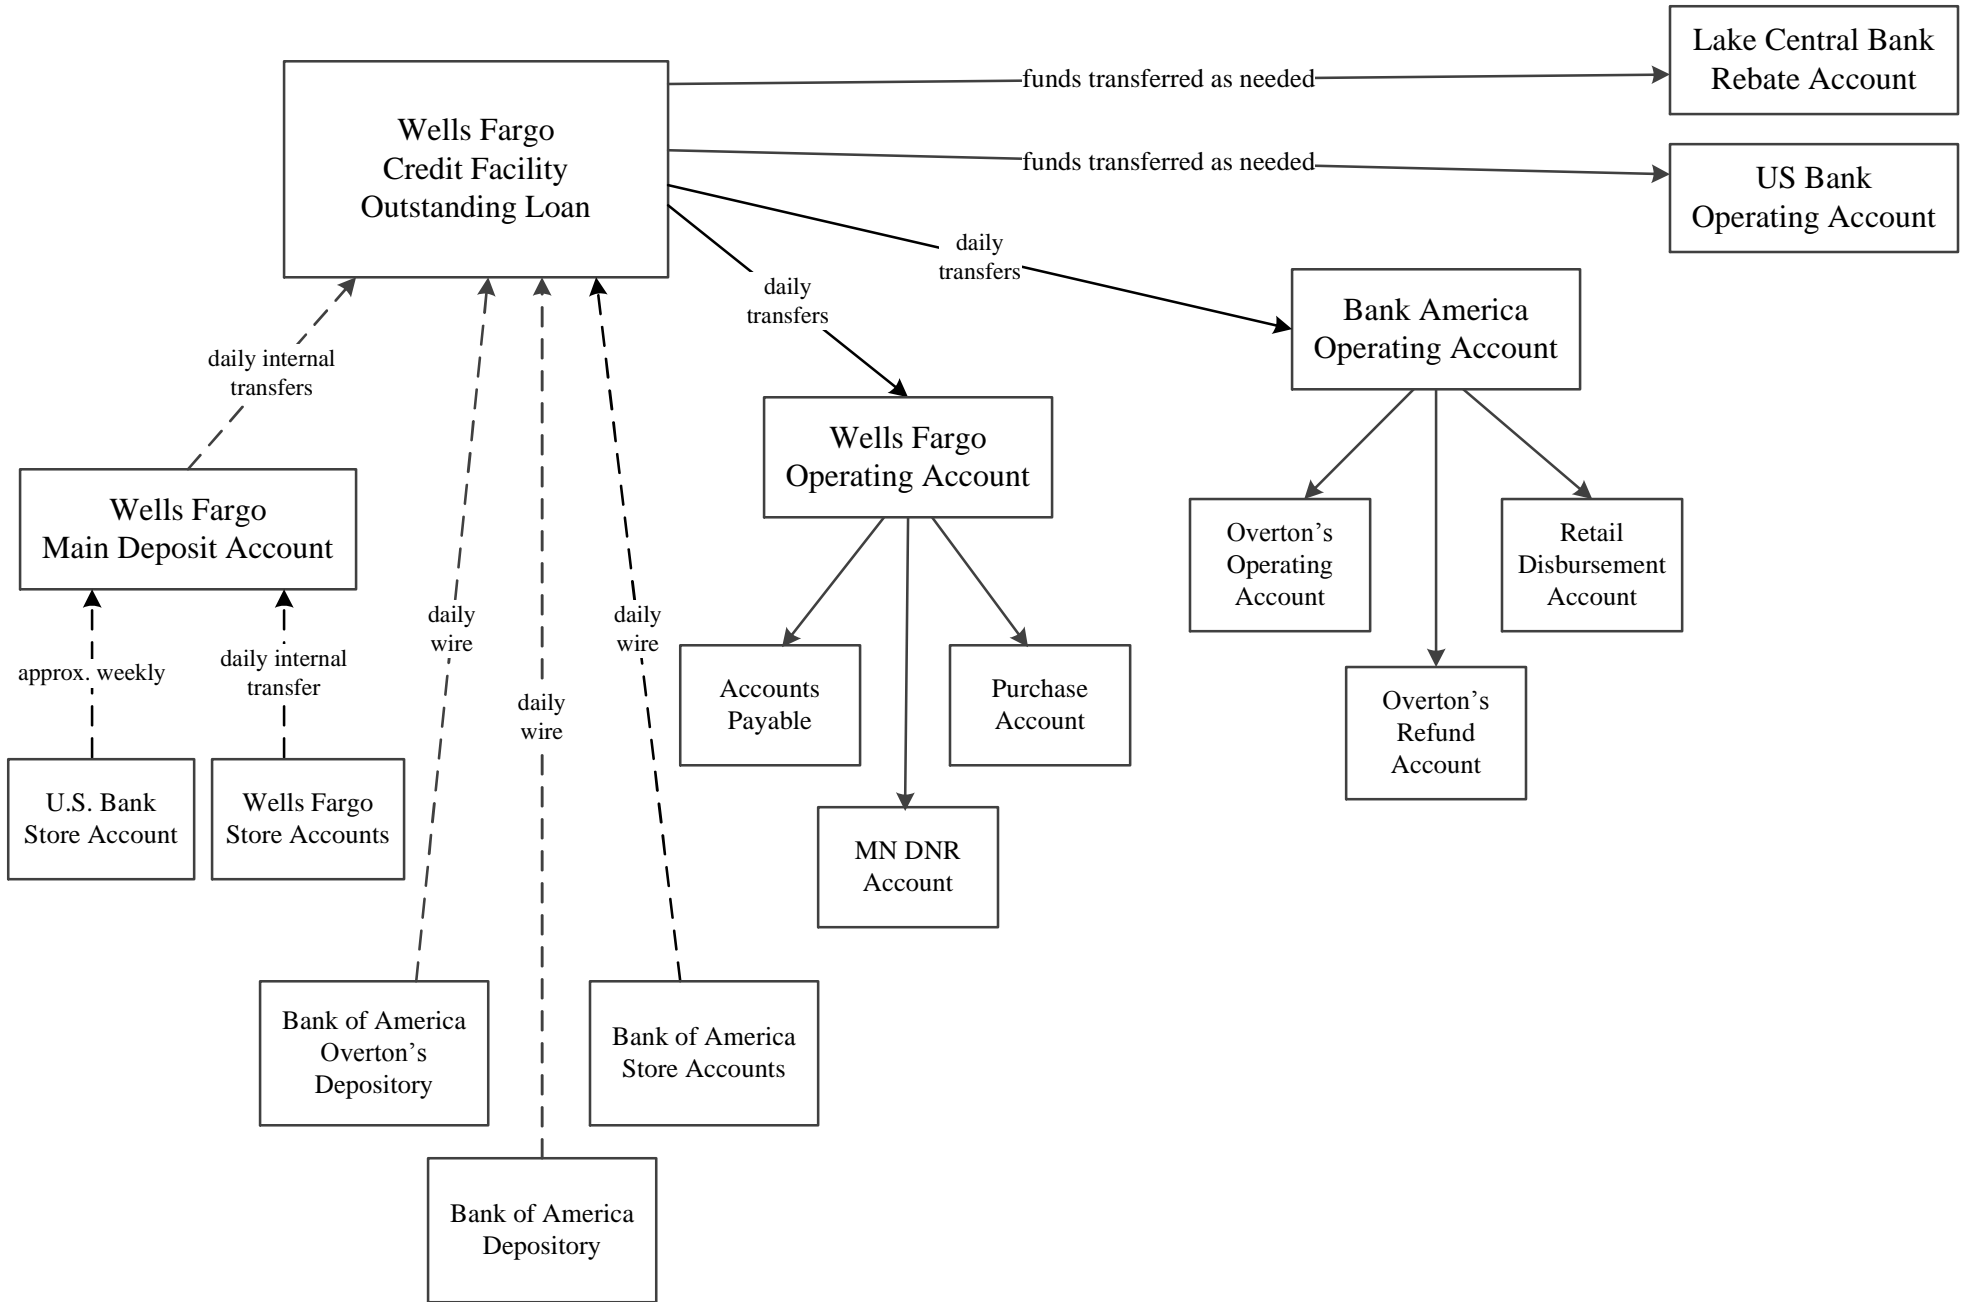 Lake Central Bank
Rebate Account
Wells Fargo
Credit Facility
Outstanding Loan
funds transferred as needed
funds transferred as needed
US Bank
Operating Account
daily
transfers
daily
transfers
Bank America
Operating Account
daily internal
transfers
Wells Fargo
Operating Account
Wells Fargo
Main Deposit Account
Overton’s
Operating
Account
Retail
Disbursement
Account
daily
wire
daily
wire
approx. weekly
daily internal
transfer
daily
wire
Accounts
Payable
Purchase
Account
Overton’s
Refund
Account
U.S. Bank
Store Account
Wells Fargo
Store Accounts
MN DNR
Account
Bank of America
Overton’s
Depository
Bank of America
Store Accounts
Bank of America
Depository